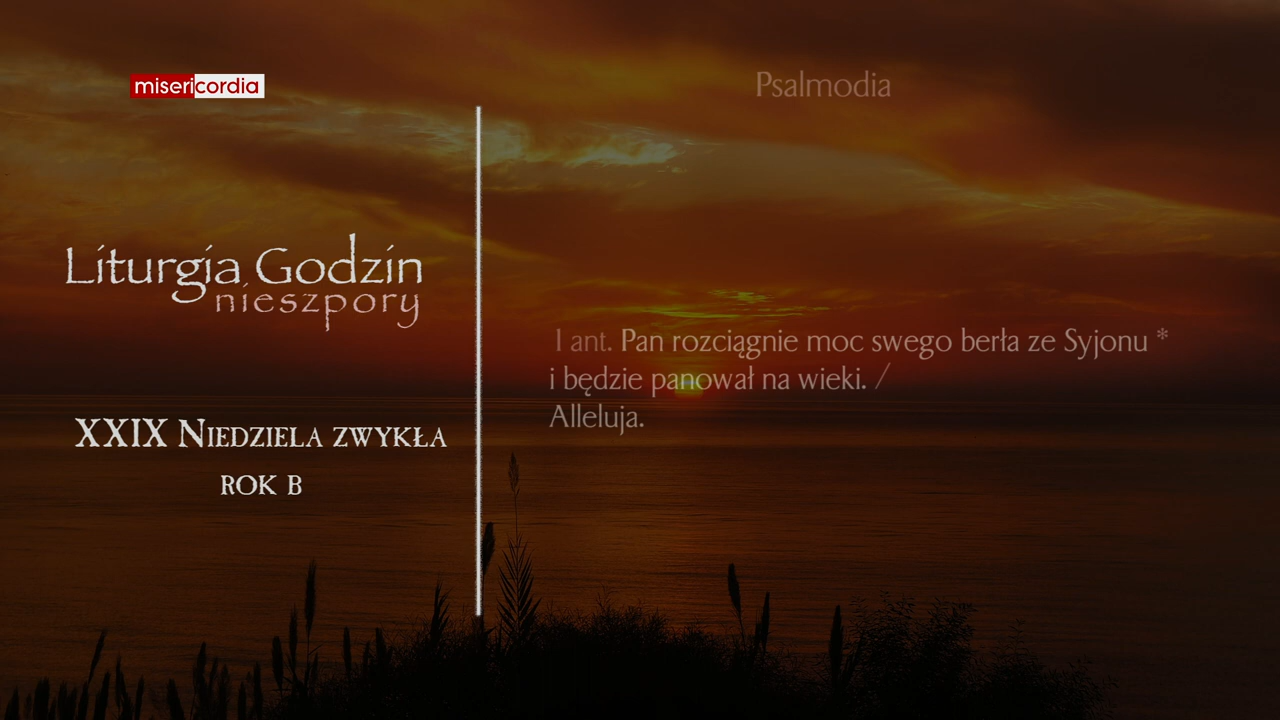 misericordia
Liturgia Godzin
nieszpory
XXIX Niedziela zwykła
rok B
Psalmodia
1 ant. Pan rozciągnie moc swego berła ze Syjonu *
i będzie panował na wieki. /
Alleluja.